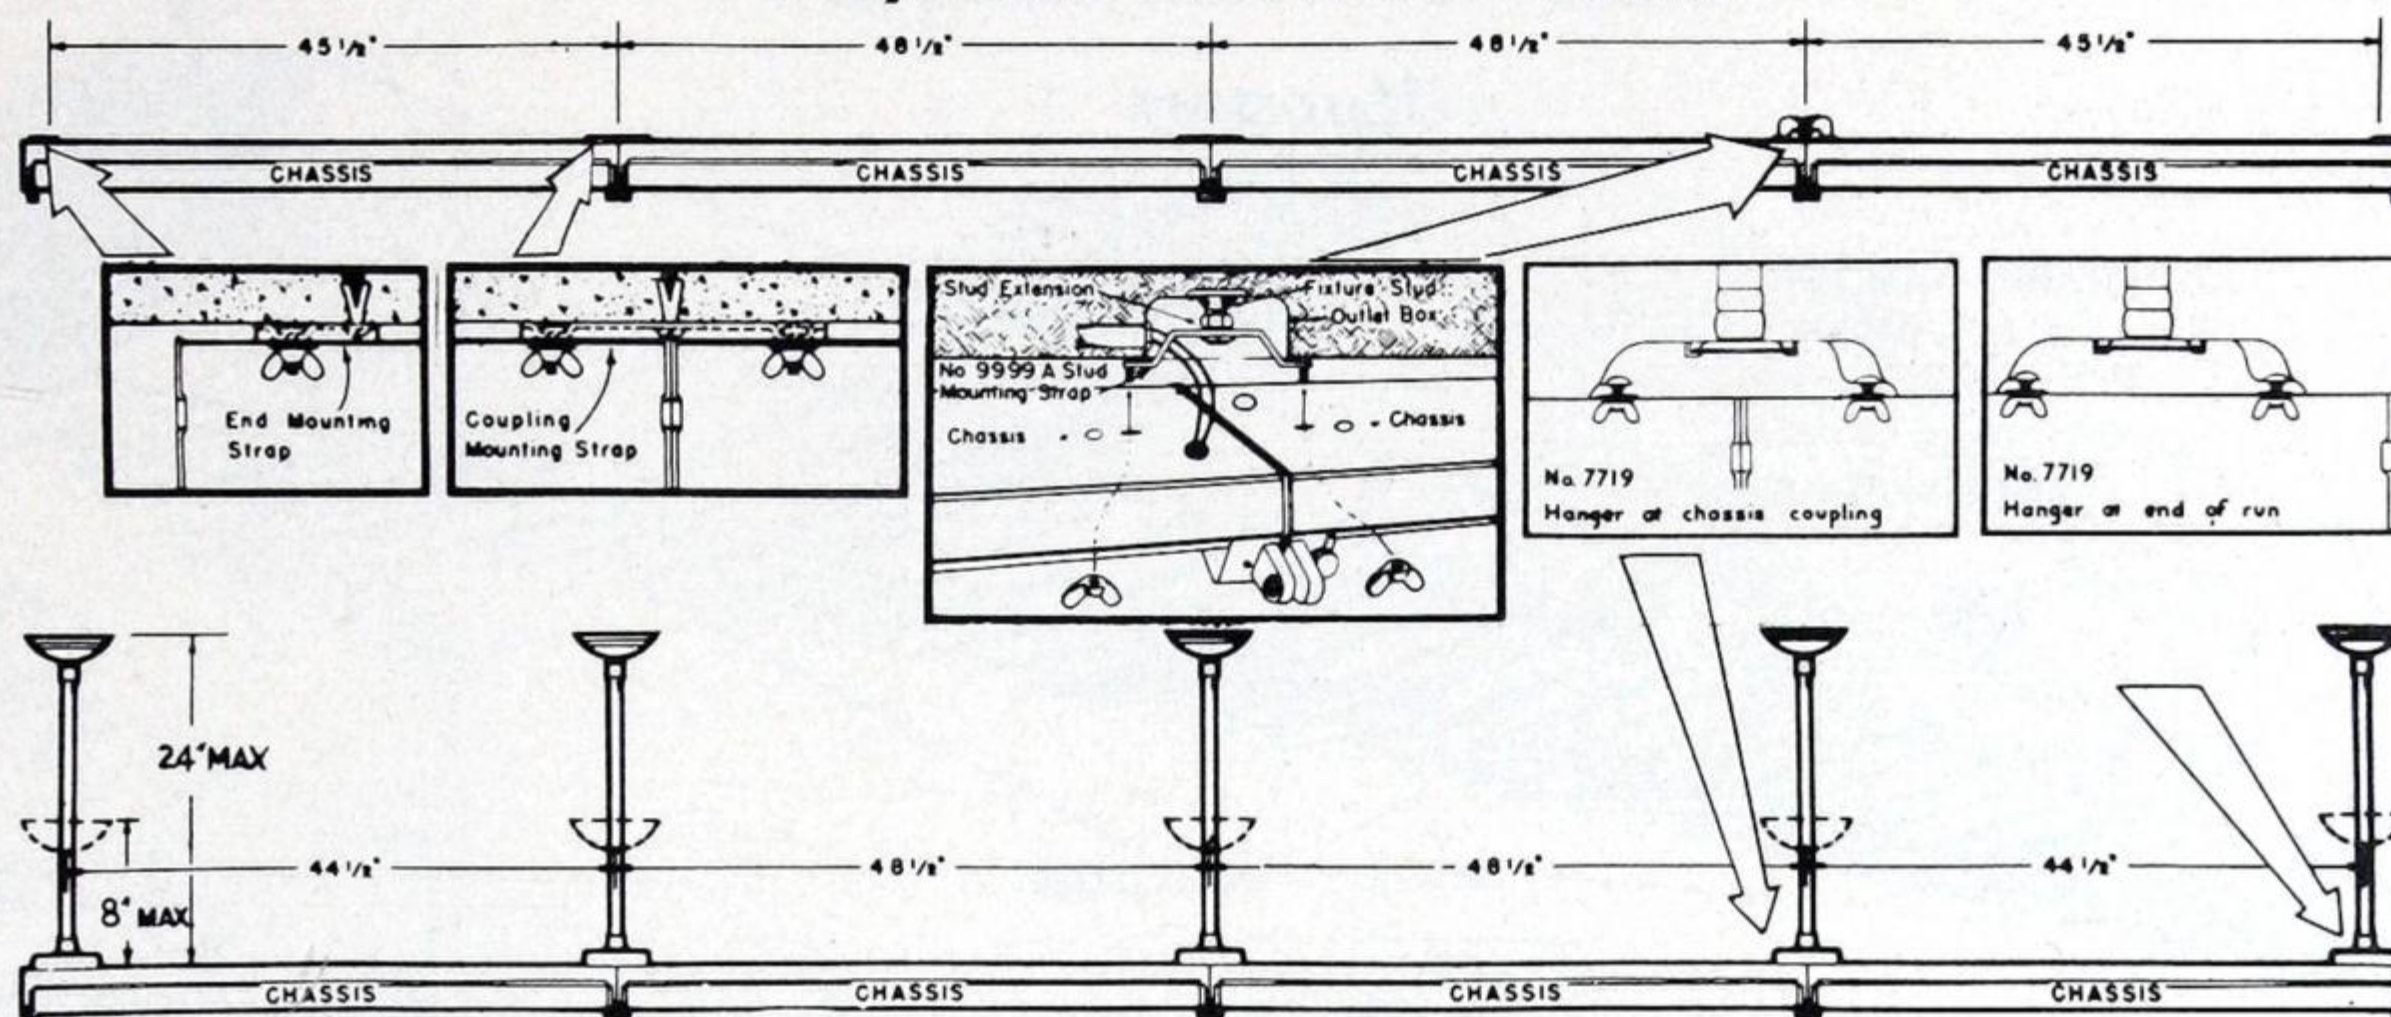 45 1/2" 48 1/2" 48 1/2" 45 1/2"
CHASSIS CHASSIS CHASSIS CHASSIS
End Mounting
Strap
Coupling
Mounting Strap
Stud Extension
Fixture Stud
Outlet Box
No 9999 A Stud
Mounting Strap
Chassis
Chassis
No. 7719
Hanger at chassis coupling
No. 7719
Hanger at end of run
24" MAX
8" MAX
44 1/2" 48 1/2" 48 1/2" 44 1/2"
CHASSIS CHASSIS CHASSIS CHASSIS